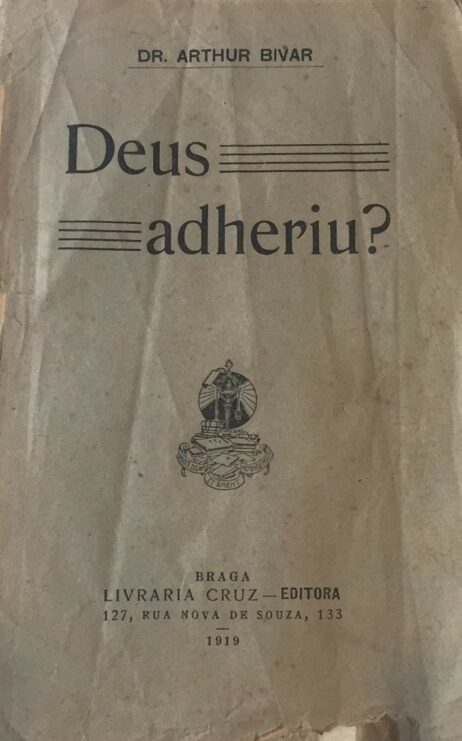 DR. ARTHUR BIVAR
Deus
adheriu?
BRAGA
LIVRARIA CRUZ — EDITORA
127, RUA NOVA DE SOUZA, 133
1919